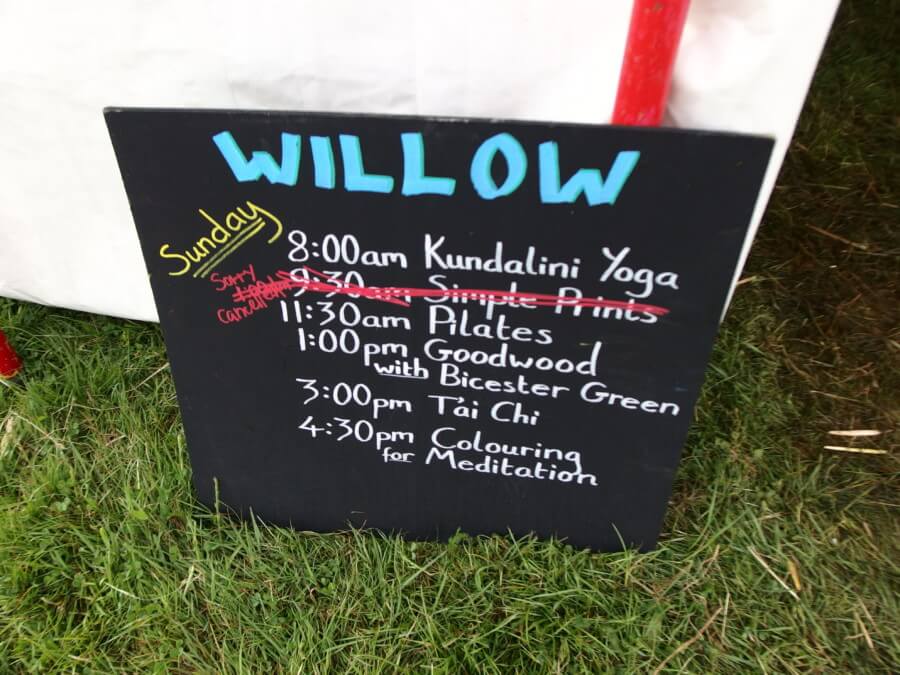 WILLOW
Sunday
8:00am Kundalini Yoga
9:30am Simple Prints
Sorry
cancelled
11:30am Pilates
1:00pm Goodwood
with Bicester Green
3:00pm T'ai Chi
4:30pm Colouring
for Meditation